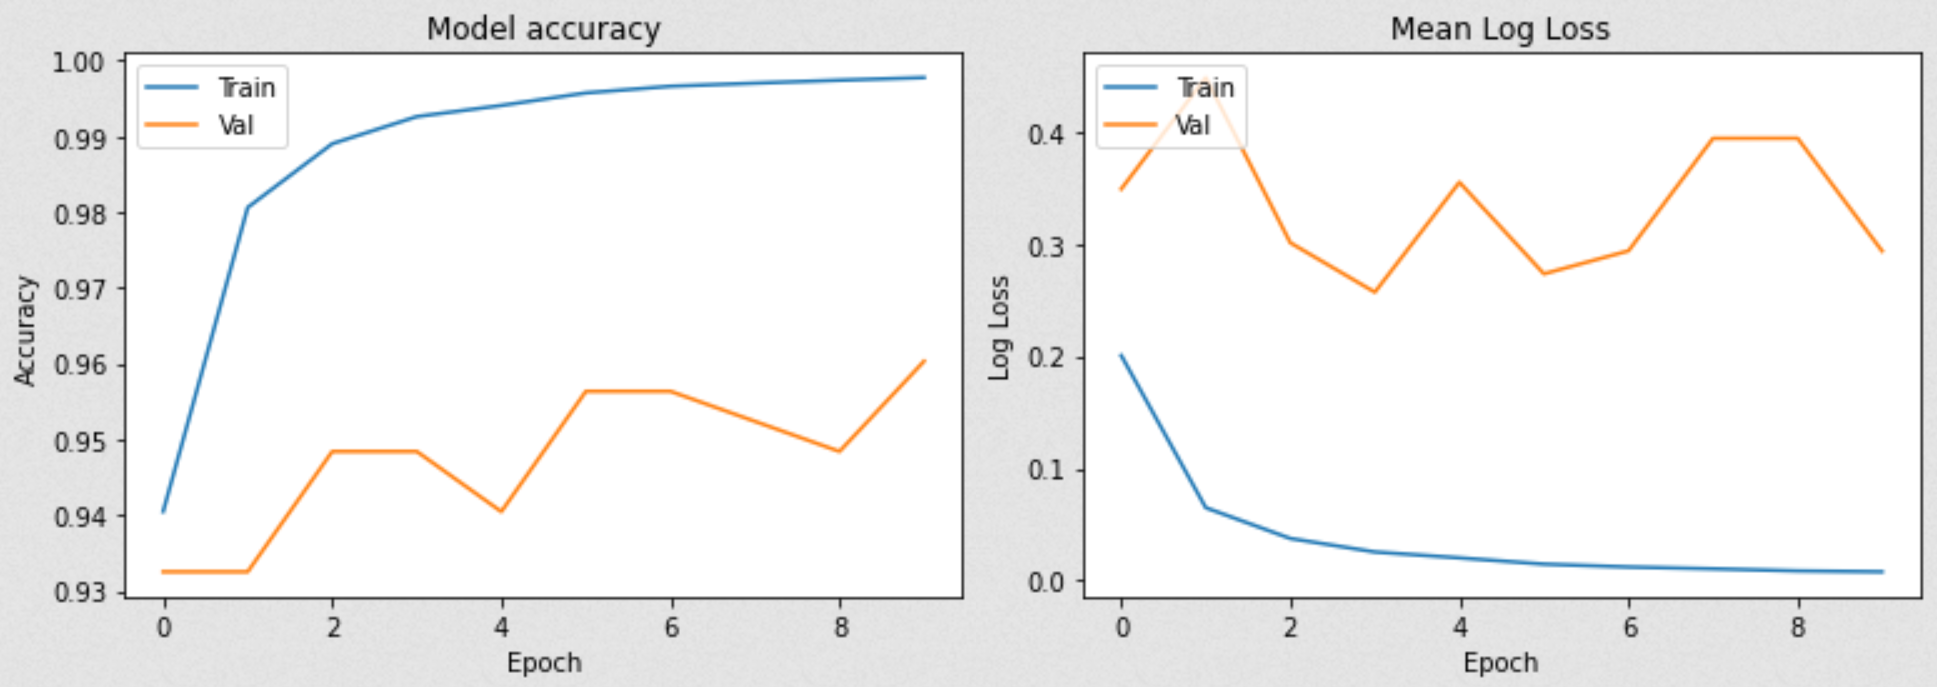 Model accuracy
1.00
0.99
0.98
0.97
0.96
0.95
0.94
0.93
Accuracy
Train
Val
0 2 4 6 8
Epoch
Mean Log Loss
0.4
0.3
0.2
0.1
0.0
Log Loss
Train
Val
0 2 4 6 8
Epoch